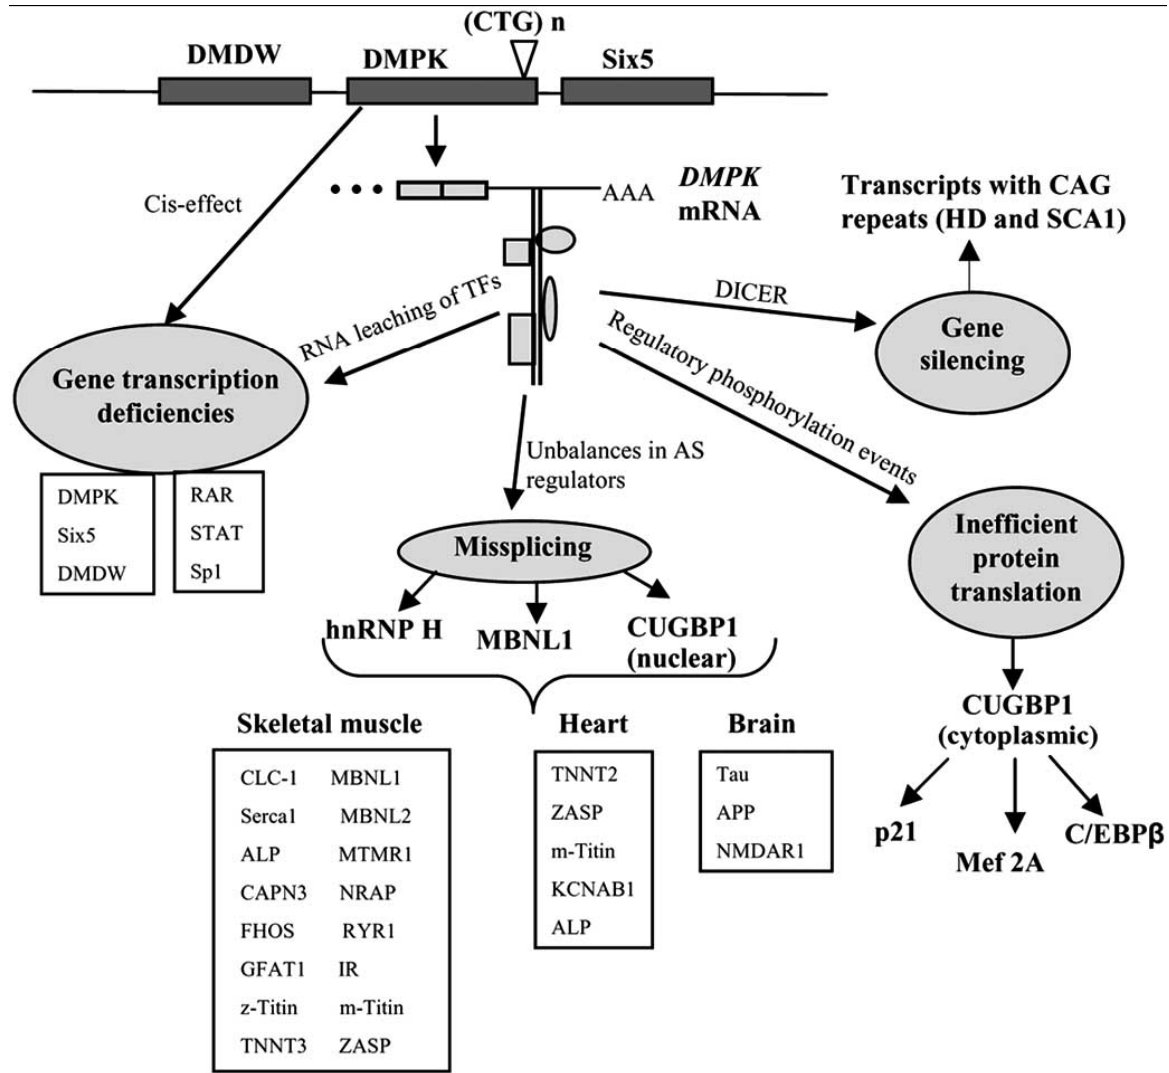 (CTG) n
DMDW
DMPK
Six5
Cis-effect
AAA
DMPK
mRNA
Transcripts with CAG
repeats (HD and SCA1)
RNA leaching of TFs
DICER
Gene
silencing
Regulatory phosphorylation events
Gene transcription
deficiencies
Unbalances in AS
regulators
DMPK
Six5
DMDW
RAR
STAT
Sp1
Missplicing
Inefficient
protein
translation
hnRNP H
MBNL1
CUGBP1
(nuclear)
CUGBP1
(cytoplasmic)
p21
Mef 2A
C/EBPβ
Skeletal muscle
CLC-1 MBNL1
Serca1 MBNL2
ALP MTMR1
CAPN3 NRAP
FHOS RYR1
GFAT1 IR
z-Titin m-Titin
TNNT3 ZASP
Heart
TNNT2
ZASP
m-Titin
KCNAB1
ALP
Brain
Tau
APP
NMDAR1